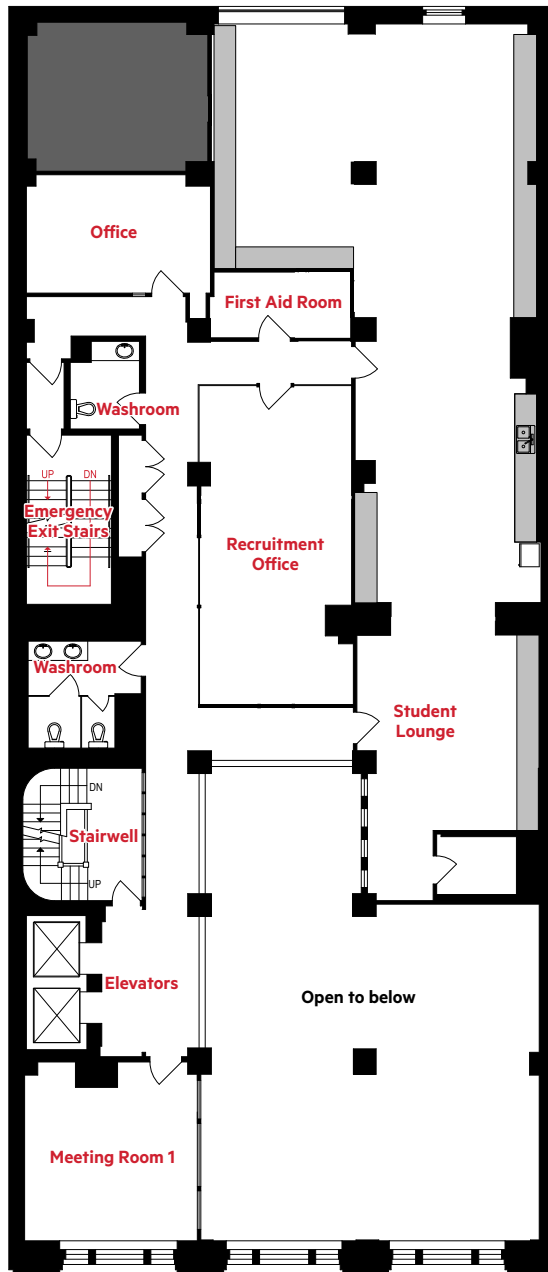 Office
First Aid Room
Washroom
UP
DN
Emergency
Exit Stairs
Recruitment
Office
Washroom
Student
Lounge
DN
Stairwell
UP
Elevators
Open to below
Meeting Room 1